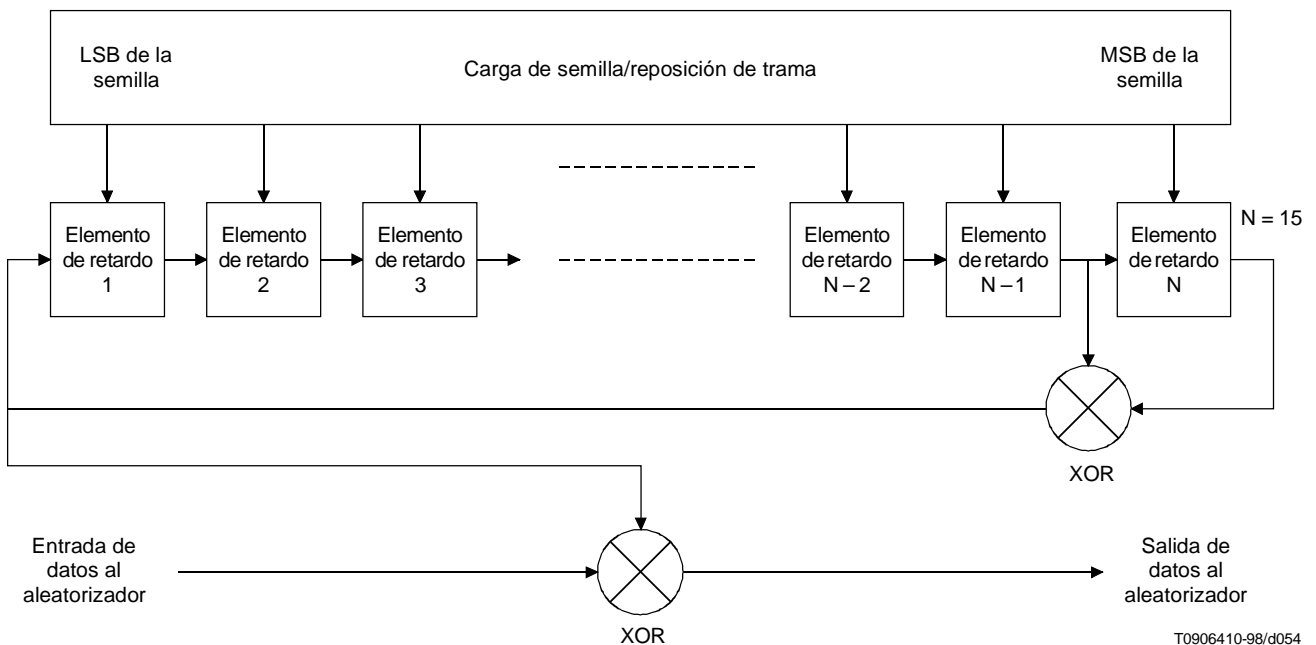 LSB de la
semilla
Carga de semilla/reposición de trama
MSB de la
semilla
Elemento
de retardo
1
Elemento
de retardo
2
Elemento
de retardo
3
Elemento
de retardo
N – 2
Elemento
de retardo
N – 1
Elemento
de retardo
N
N = 15
XOR
Entrada de
datos al
aleatorizador
XOR
Salida de
datos al
aleatorizador
T0906410-98/d054